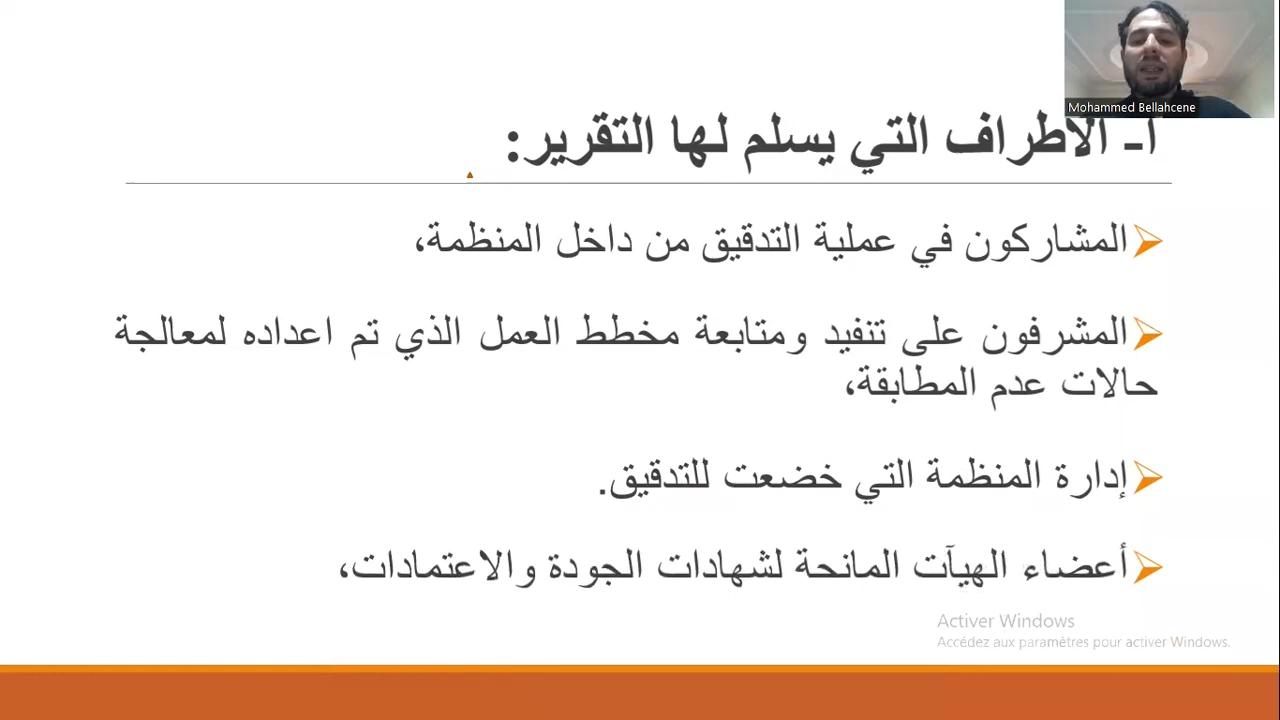 Mohammed Bellahcene
أ- الاطراف التي يسلم لها التقرير:
المشاركون في عملية التدقيق من داخل المنظمة،
المشرفون على تنفيد ومتابعة مخطط العمل الذي تم اعداده لمعالجة
حالات عدم المطابقة،
إدارة المنظمة التي خضعت للتدقيق.
أعضاء الهيآت المانحة لشهادات الجودة والاعتمادات،
Activer Windows
Accédez aux paramètres pour activer Windows.